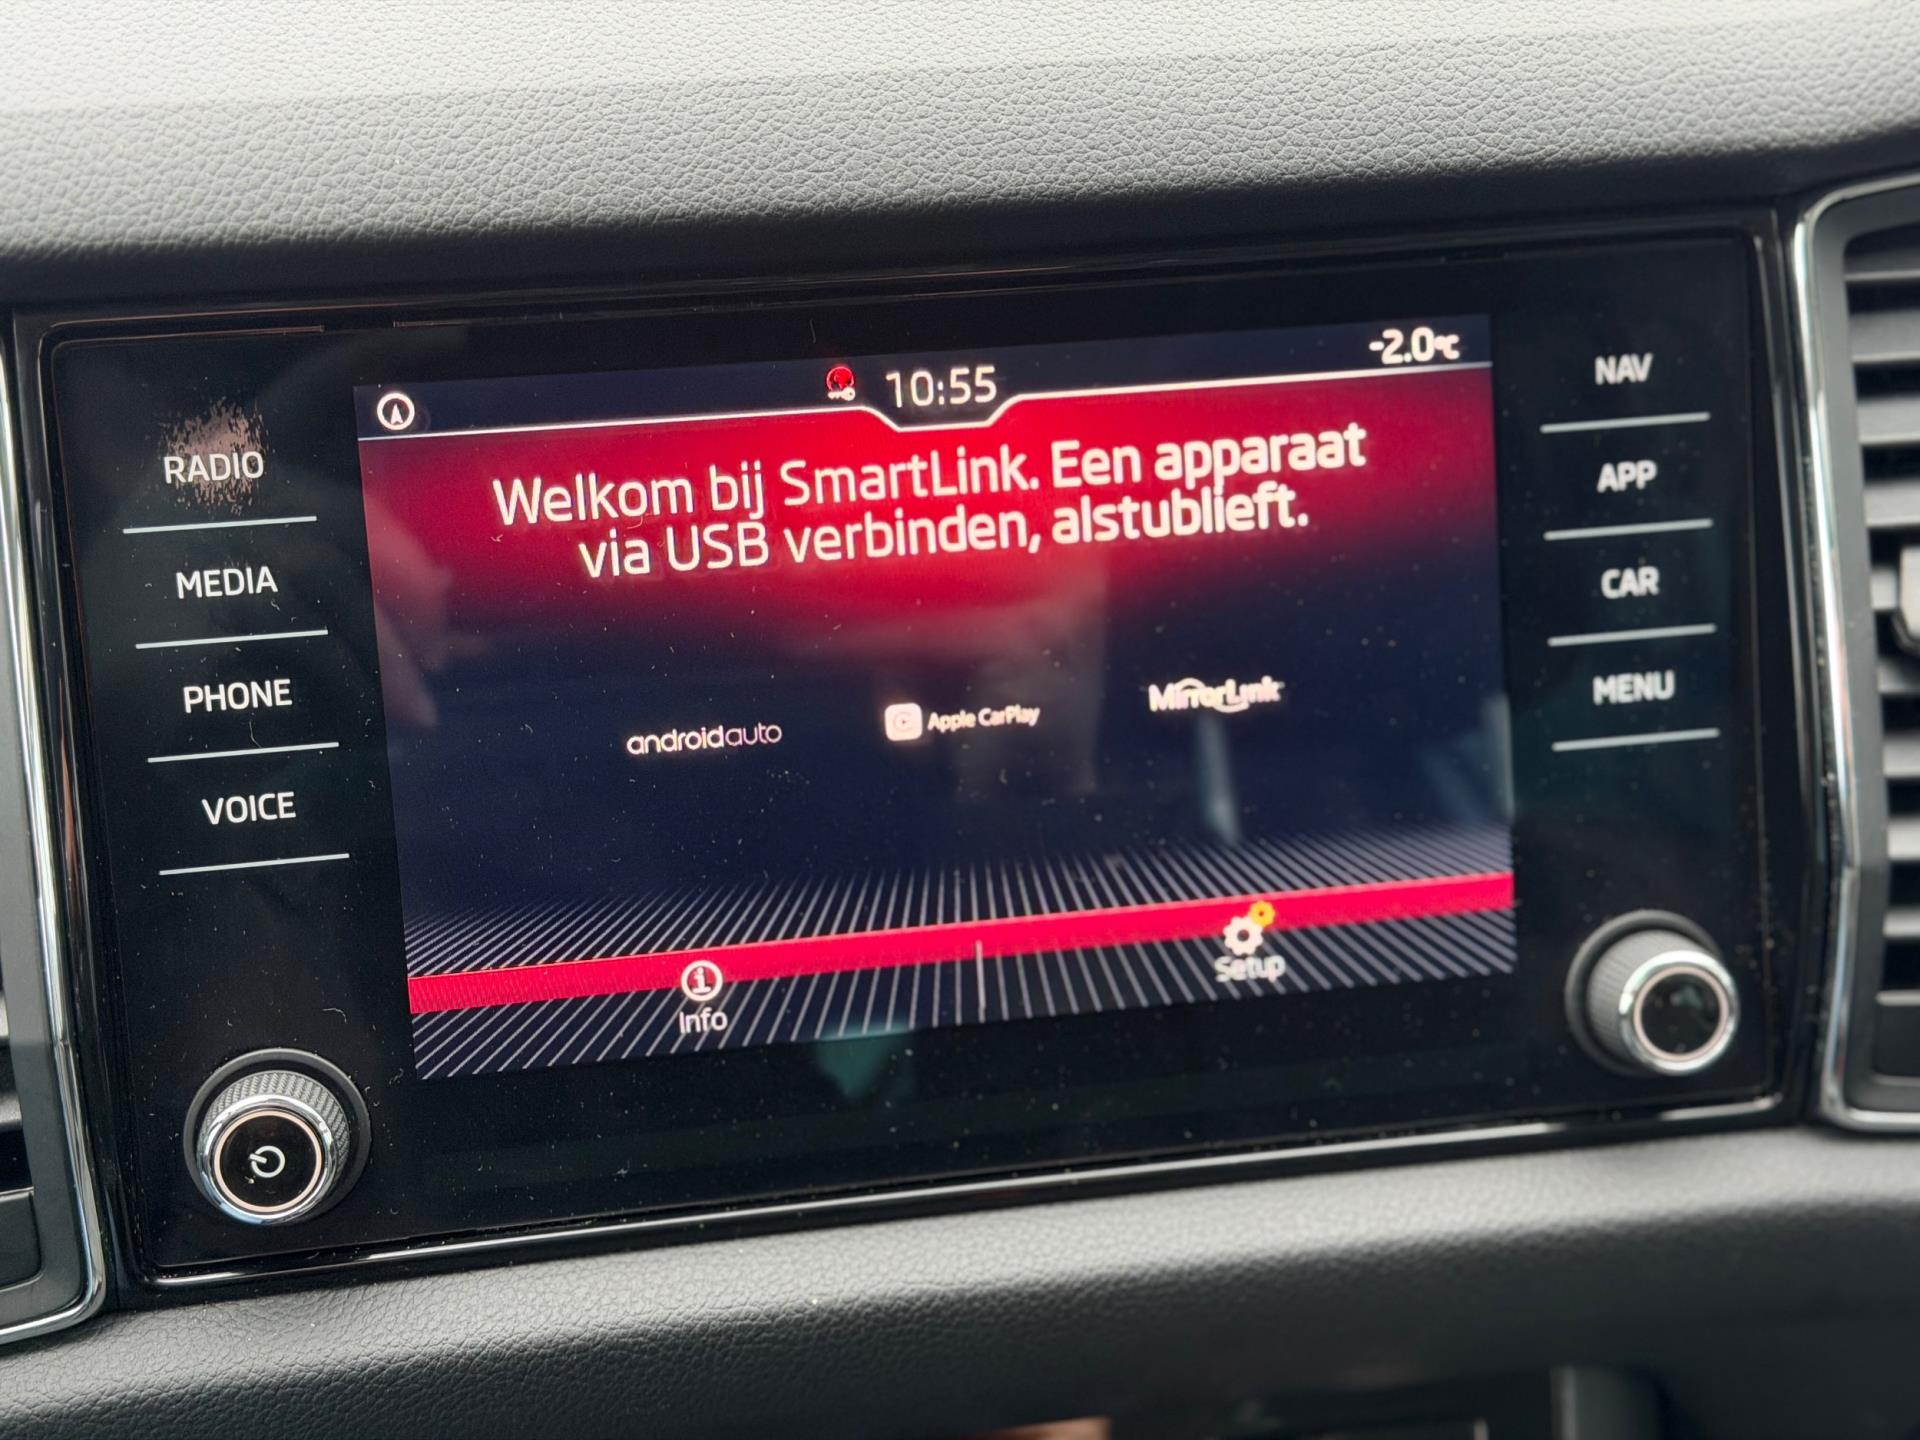 10:55
-2.0°C
Welkom bij SmartLink. Een apparaat
via USB verbinden, alstublieft.
androidauto
Apple CarPlay
MirrorLink
Info
Setup
RADIO
MEDIA
PHONE
VOICE
NAV
APP
CAR
MENU